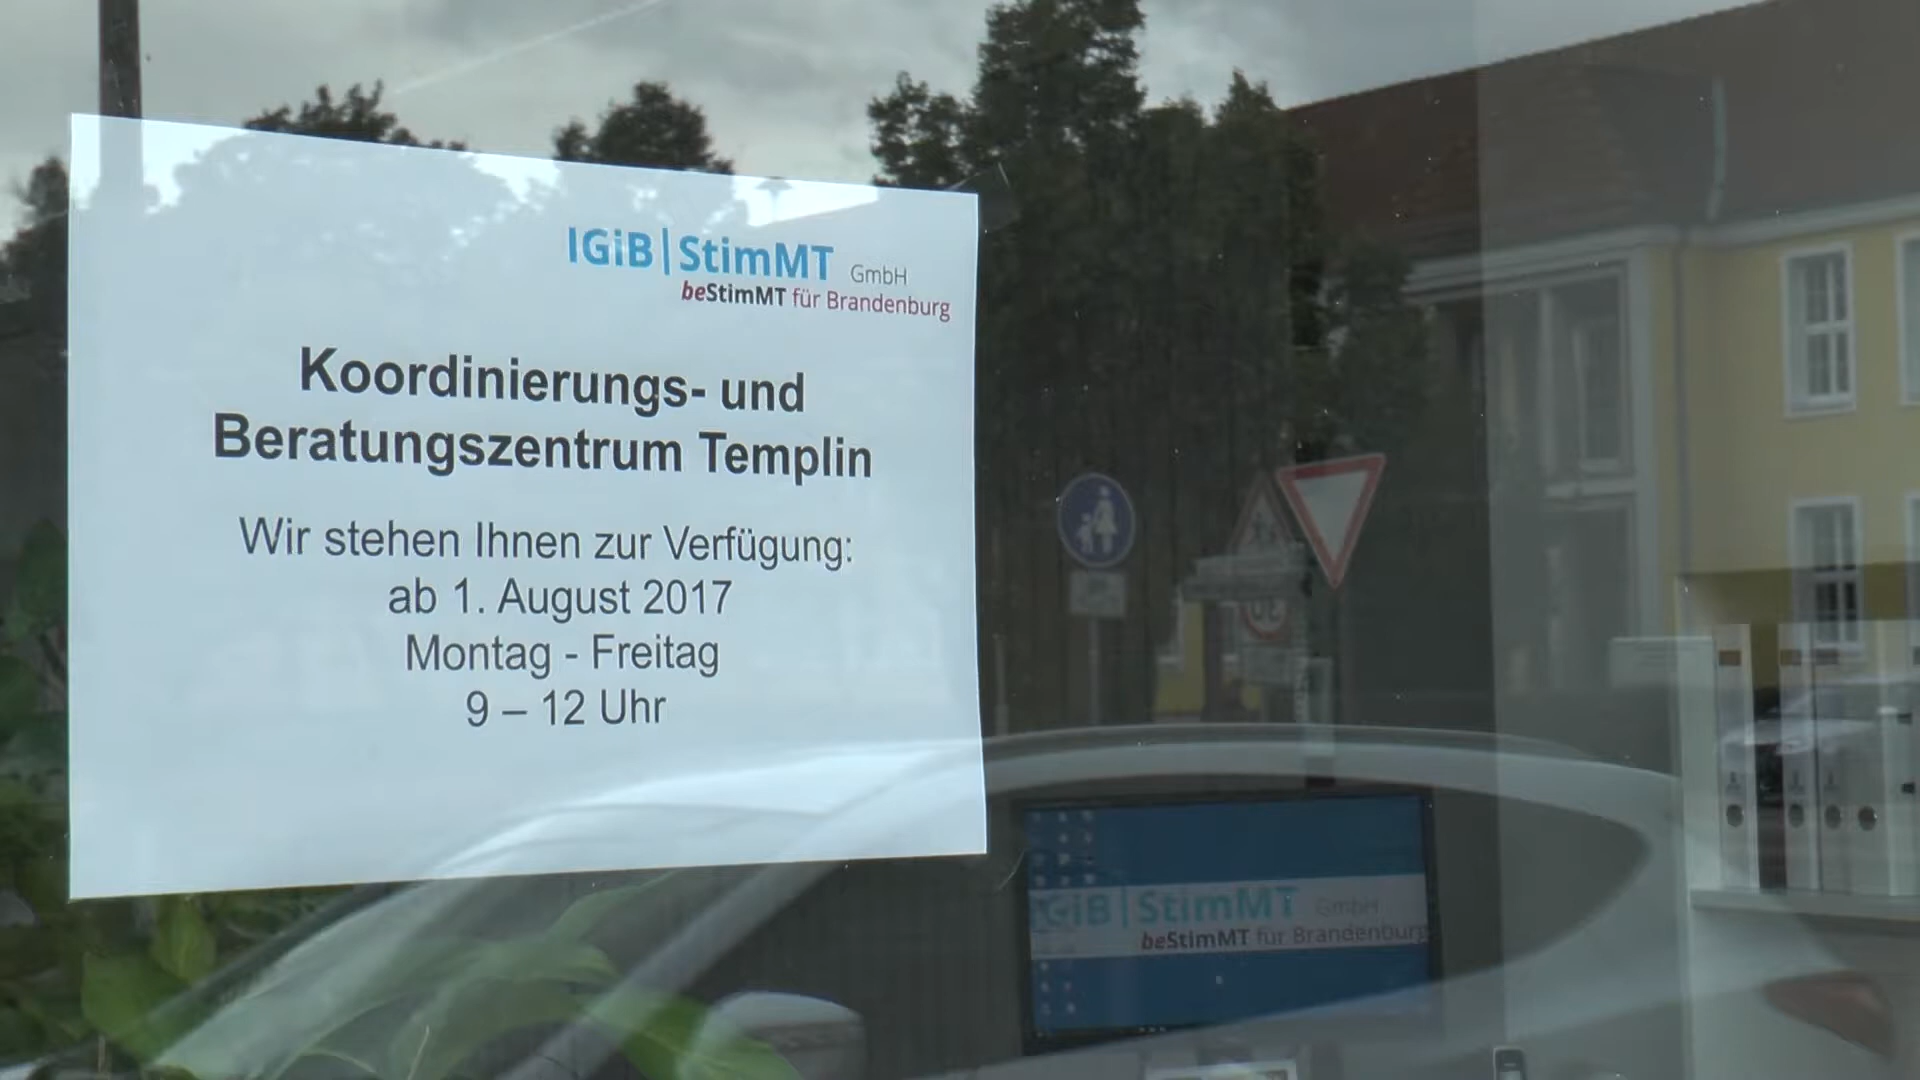 IGiB|StimMT GmbH
beStimMT für Brandenburg
Koordinierungs- und
Beratungszentrum Templin
Wir stehen Ihnen zur Verfügung:
ab 1. August 2017
Montag - Freitag
9 – 12 Uhr
IGiB|StimMT GmbH
beStimMT für Brandenburg